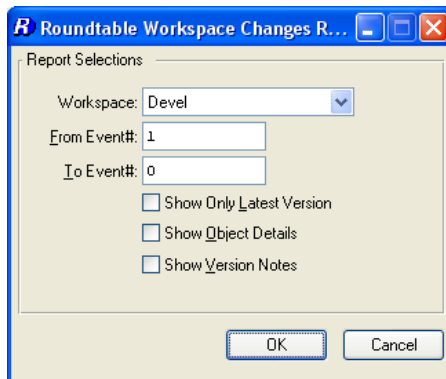 R Roundtable Workspace Changes R...
Report Selections
Workspace: Devel
From Event#: 1
To Event#: 0
Show Only Latest Version
Show Object Details
Show Version Notes
OK Cancel